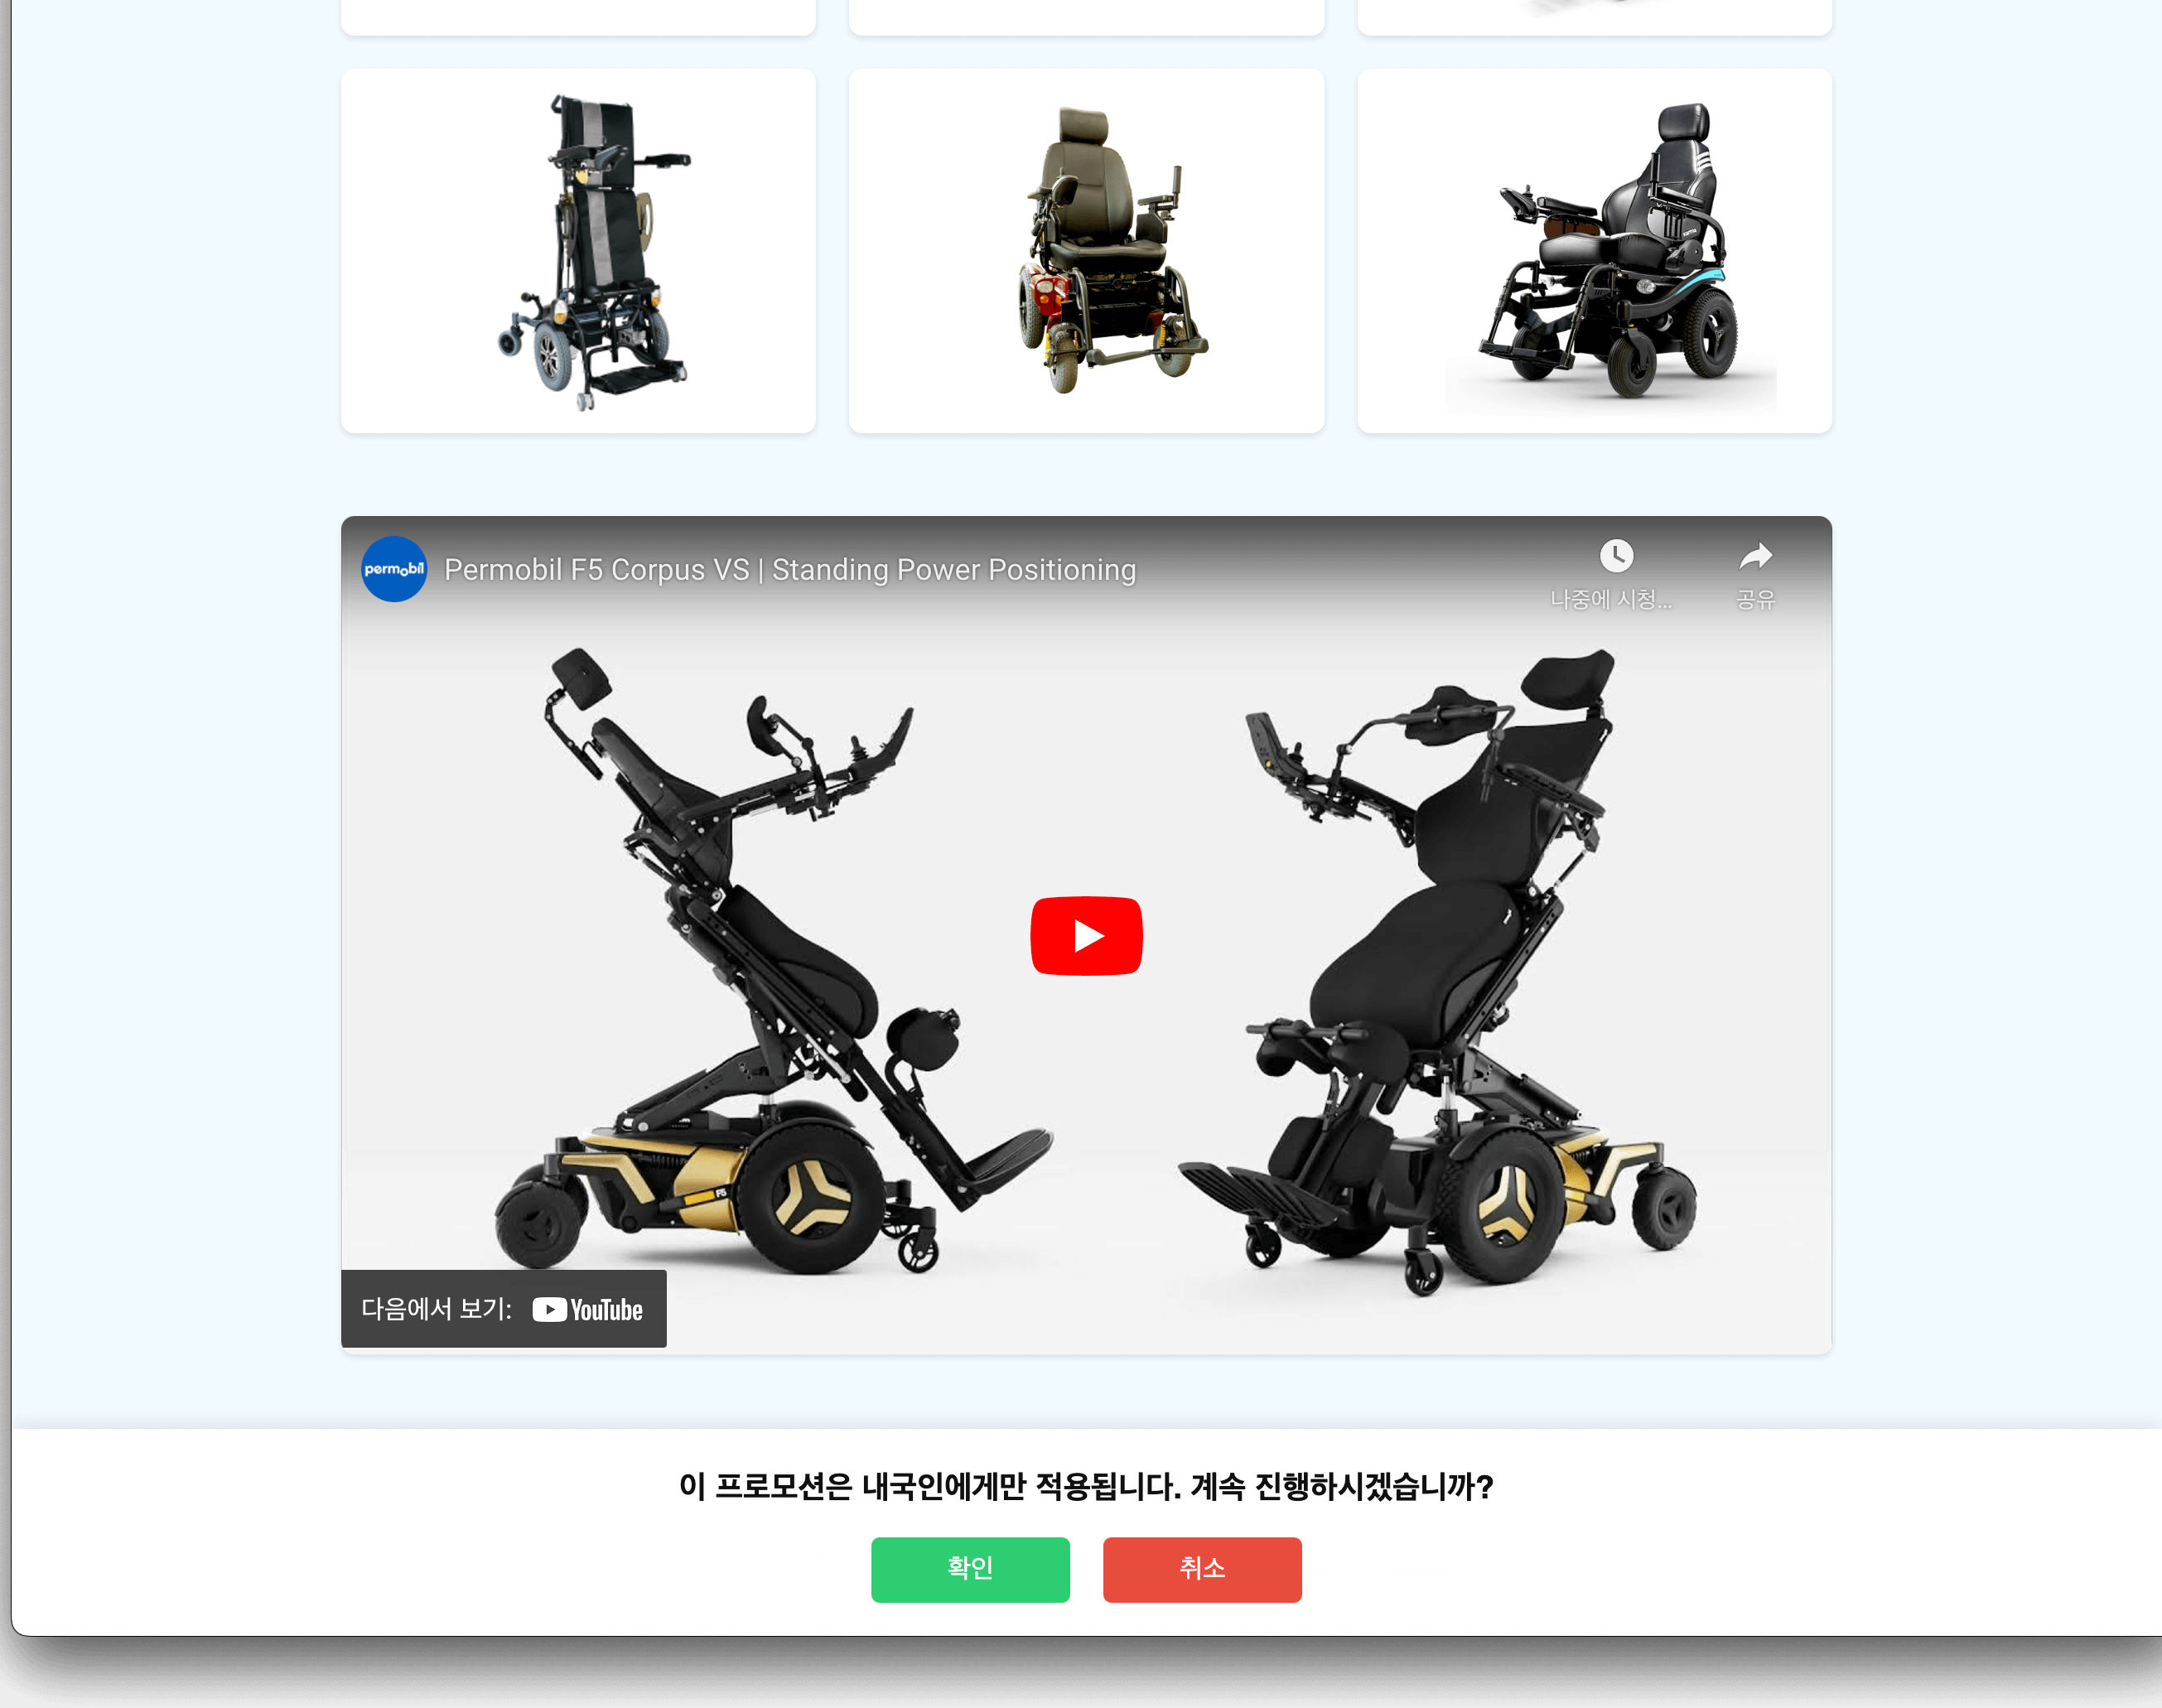 permobil
Permobil F5 Corpus VS | Standing Power Positioning
나중에 시청...
공유
F5
다음에서 보기: YouTube
이 프로모션은 내국인에게만 적용됩니다. 계속 진행하시겠습니까?
확인
취소